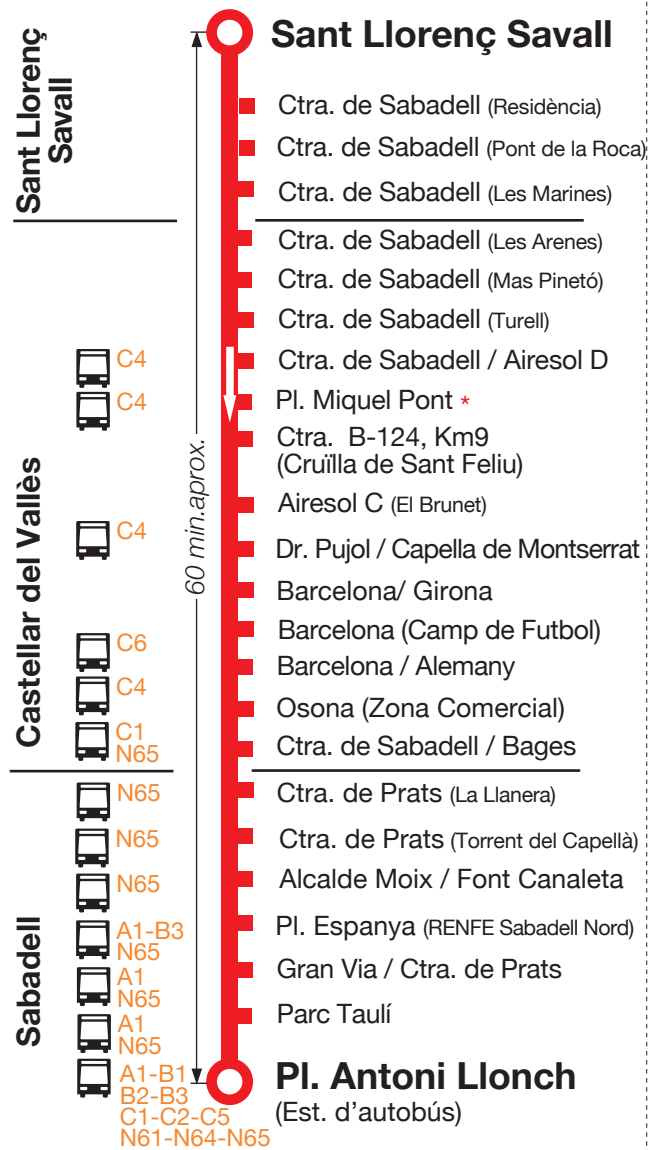 Sant Llorenç Savall
Sant Llorenç
Savall
Ctra. de Sabadell (Residència)
Ctra. de Sabadell (Pont de la Roca)
Ctra. de Sabadell (Les Marines)
Castellar del Vallès
Ctra. de Sabadell (Les Arenes)
Ctra. de Sabadell (Mas Pinetó)
Ctra. de Sabadell (Turell)
C4
Ctra. de Sabadell / Airesol D
C4
Pl. Miquel Pont *
Ctra. B-124, Km9
(Cruïlla de Sant Feliu)
60 min.aprox.
Airesol C (El Brunet)
C4
Dr. Pujol / Capella de Montserrat
Barcelona/ Girona
Barcelona (Camp de Futbol)
C6
Barcelona / Alemany
C4
Osona (Zona Comercial)
C1
N65
Ctra. de Sabadell / Bages
Sabadell
N65
Ctra. de Prats (La Llanera)
N65
Ctra. de Prats (Torrent del Capellà)
N65
Alcalde Moix / Font Canaleta
A1-B3
N65
Pl. Espanya (RENFE Sabadell Nord)
A1
N65
Gran Via / Ctra. de Prats
A1
N65
Parc Taulí
A1-B1
B2-B3
C1-C2-C5
N61-N64-N65
Pl. Antoni Llonch
(Est. d'autobús)